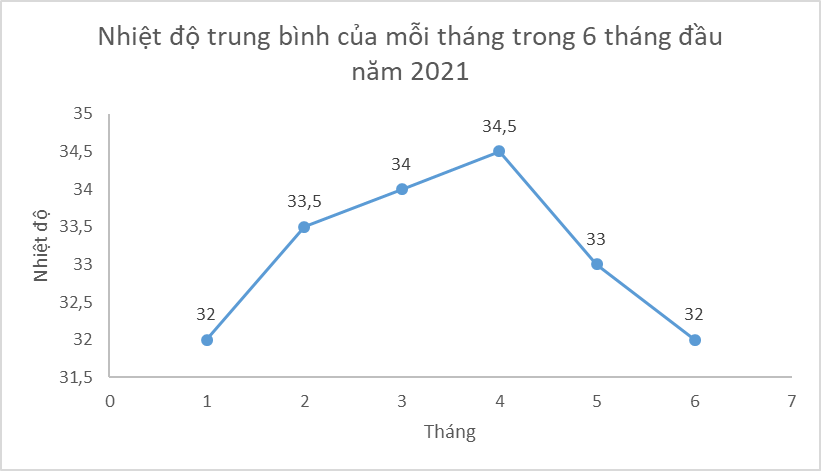 Nhiệt độ trung bình của mỗi tháng trong 6 tháng đầu
năm 2021
35
34,5
34
33,5
33
32,5
32
31,5
Nhiệt độ
32
33,5
34
34,5
33
32
0 1 2 3 4 5 6 7
Tháng